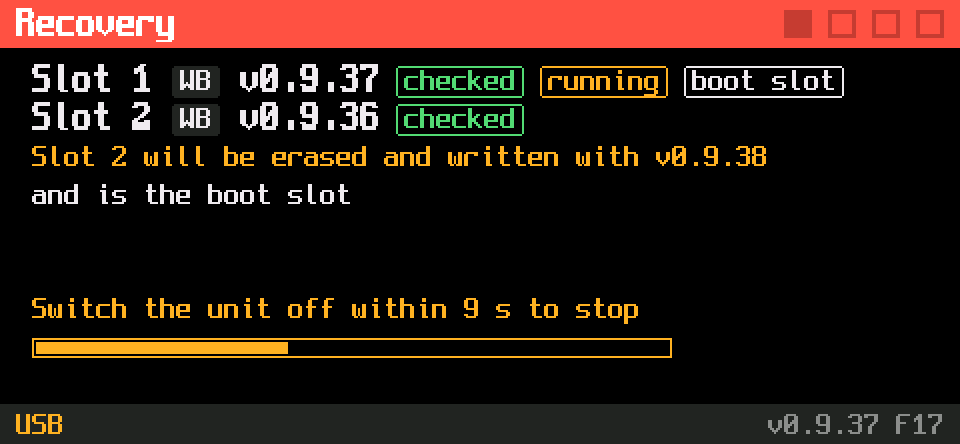 Recovery
Slot 1 WB v0.9.37 checked running boot slot
Slot 2 WB v0.9.36 checked
Slot 2 will be erased and written with v0.9.38
and is the boot slot
Switch the unit off within 9 s to stop
USB v0.9.37 F17